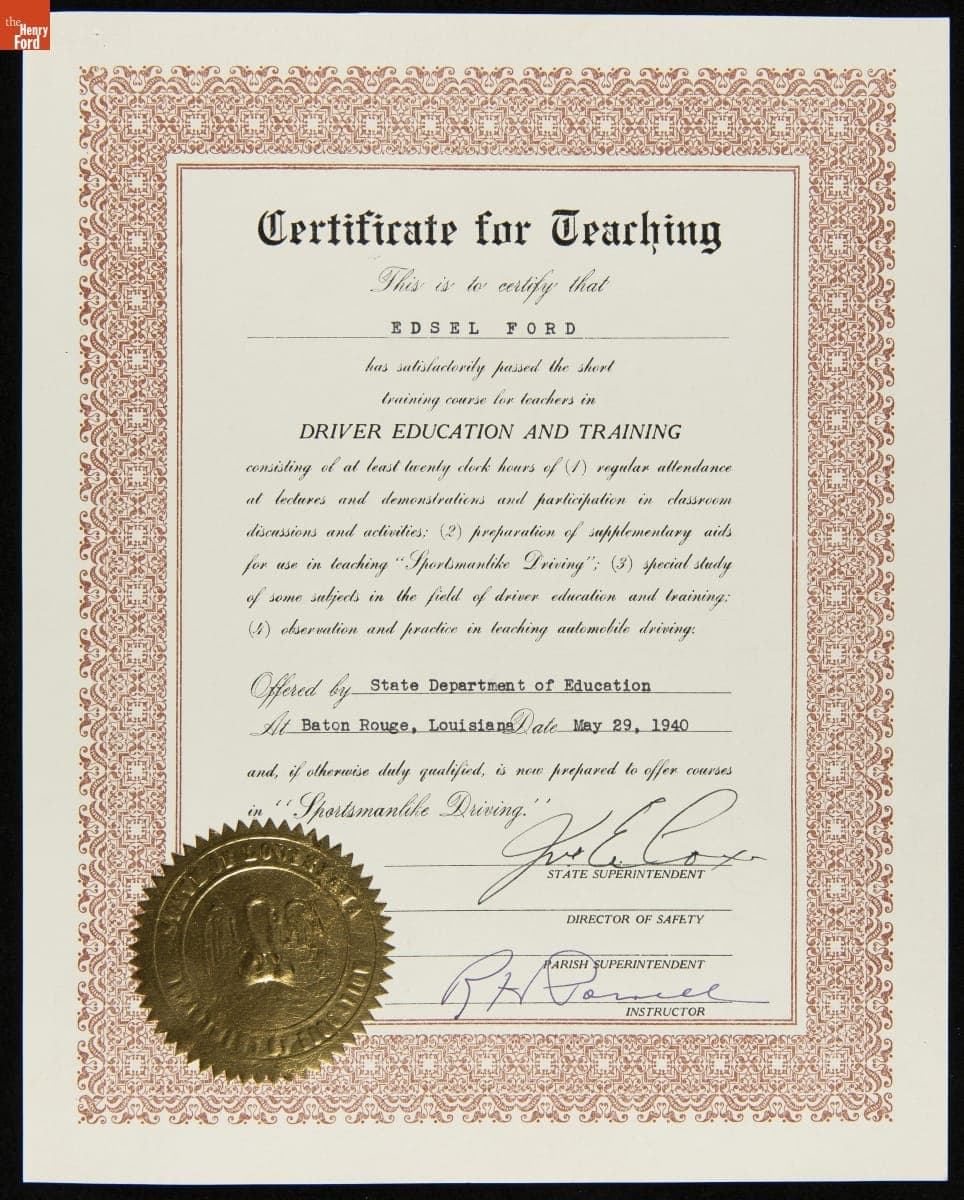 the
Henry
Ford
Certificate for Teaching
This is to certify that
EDSEL FORD
has satisfactorily passed the short
training course for teachers in
DRIVER EDUCATION AND TRAINING
consisting of at least twenty clock hours of (1) regular attendance
at lectures and demonstrations and participation in classroom
discussions and activities; (2) preparation of supplementary aids
for use in teaching "Sportsmanlike Driving"; (3) special study
of some subjects in the field of driver education and training;
(4) observation and practice in teaching automobile driving.
Offered by State Department of Education
At Baton Rouge, Louisiana Date May 29, 1940
and, if otherwise duly qualified, is now prepared to offer courses
in "Sportsmanlike Driving."
E. Cox
STATE SUPERINTENDENT
DIRECTOR OF SAFETY
PARISH SUPERINTENDENT
R H Powell
INSTRUCTOR
STATE OF LOUISIANA